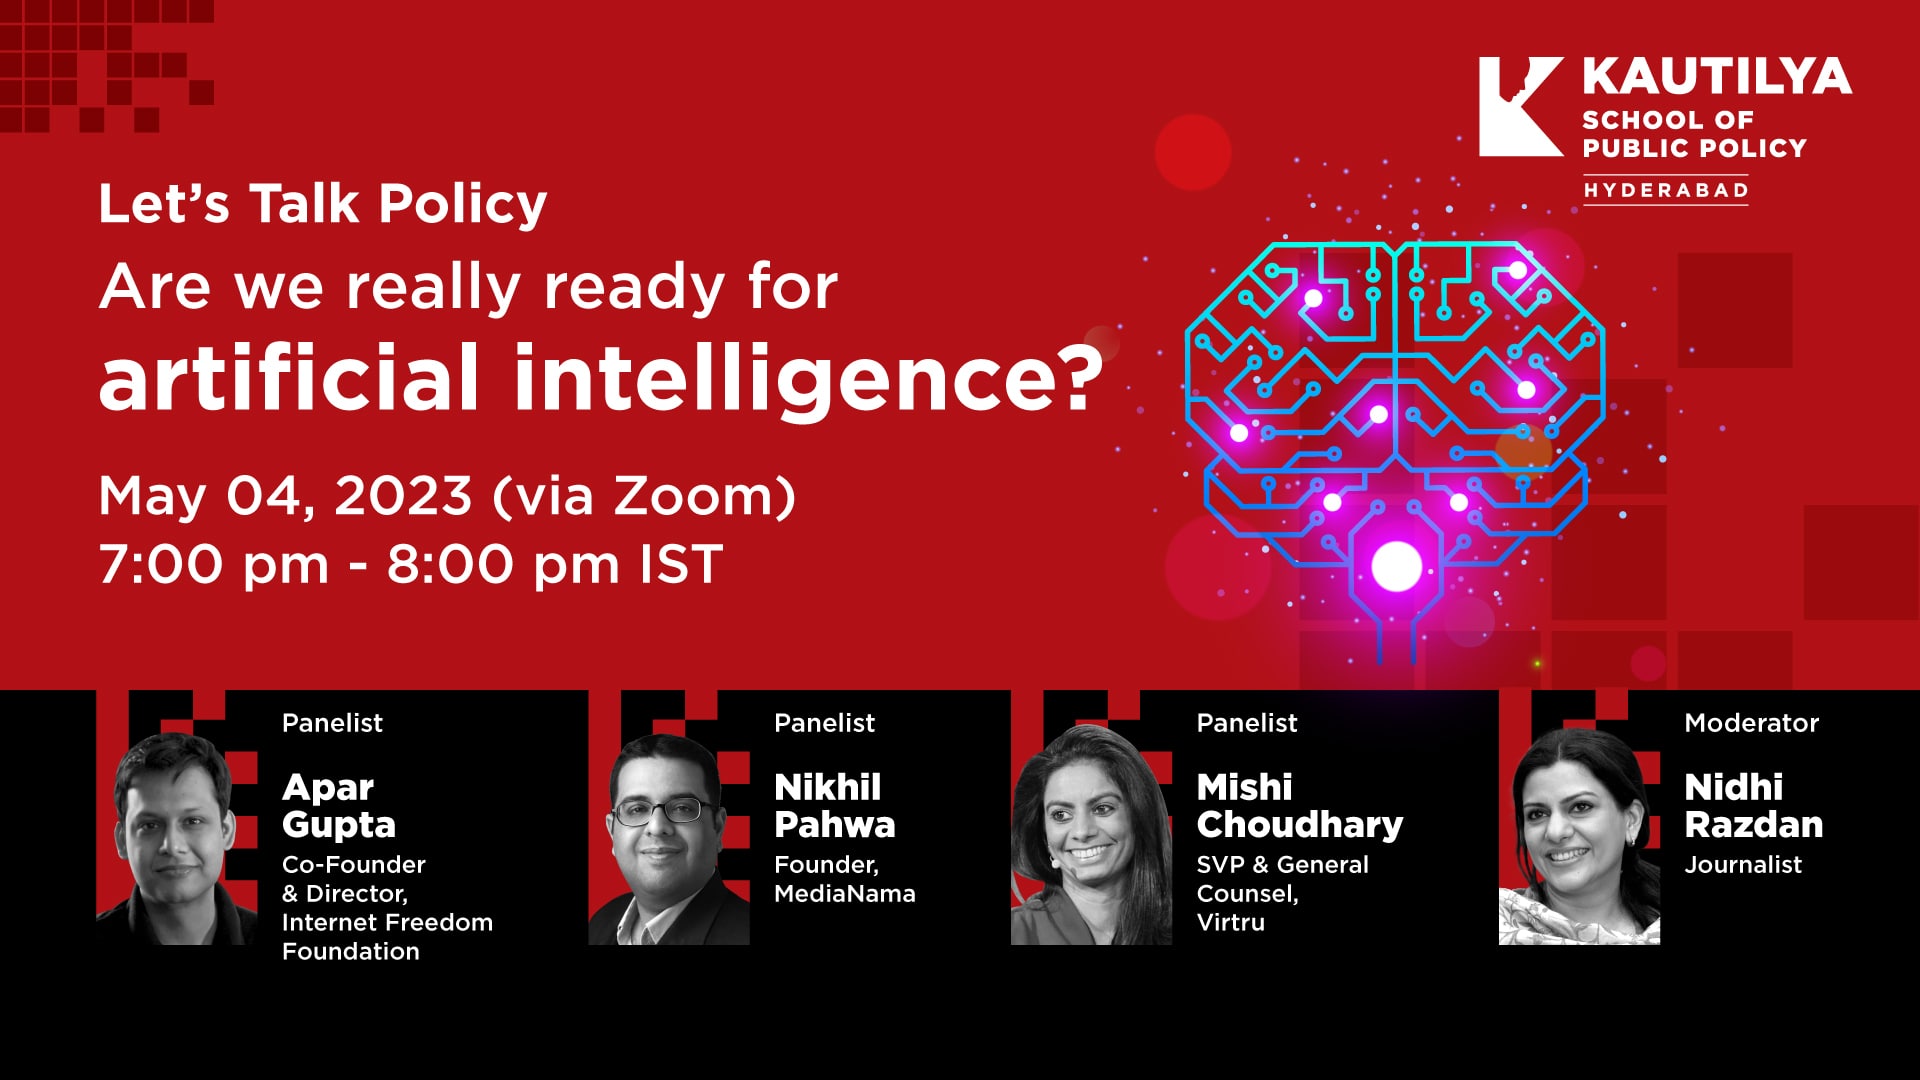 KAUTILYA
SCHOOL OF
PUBLIC POLICY
HYDERABAD
Let’s Talk Policy
Are we really ready for
artificial intelligence?
May 04, 2023 (via Zoom)
7:00 pm - 8:00 pm IST
Panelist
Apar
Gupta
Co-Founder
& Director,
Internet Freedom
Foundation
Panelist
Nikhil
Pahwa
Founder,
MediaNama
Panelist
Mishi
Choudhary
SVP & General
Counsel,
Virtru
Moderator
Nidhi
Razdan
Journalist